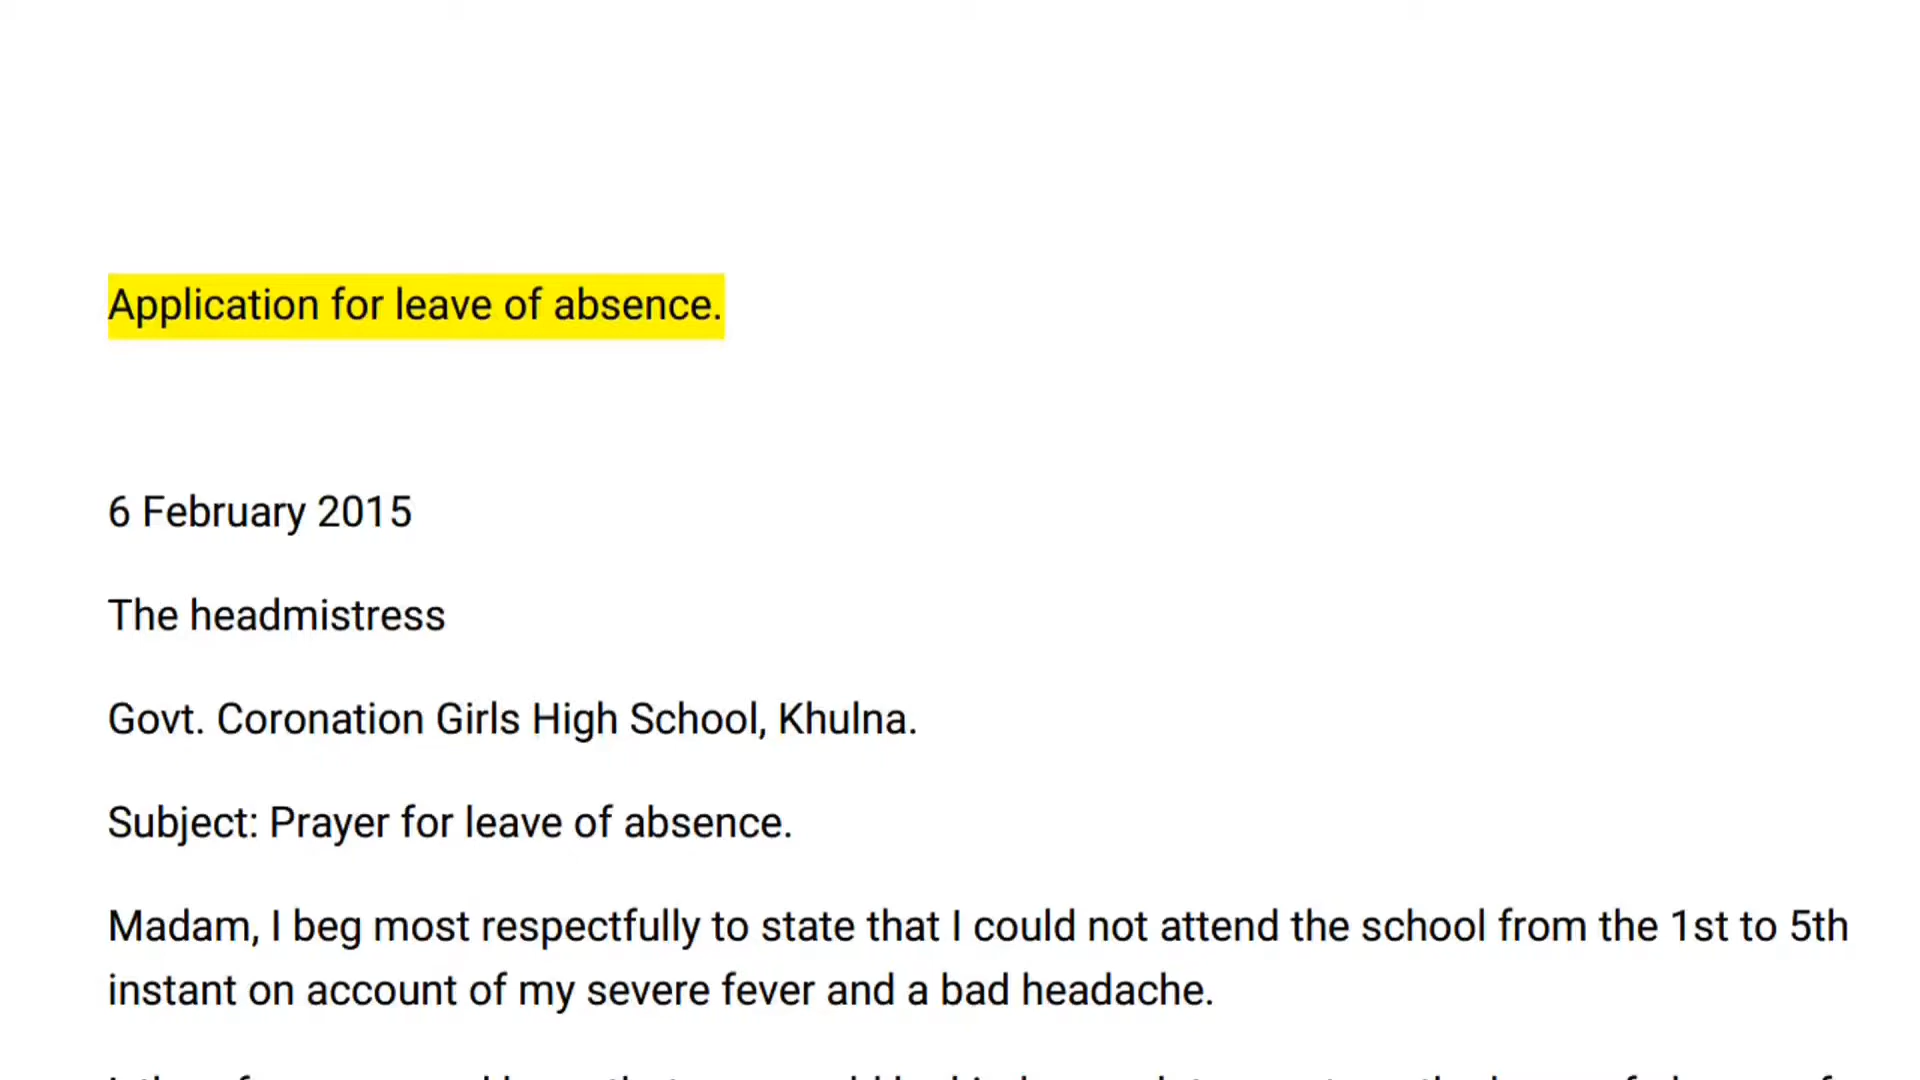 Application for leave of absence.
6 February 2015
The headmistress
Govt. Coronation Girls High School, Khulna.
Subject: Prayer for leave of absence.
Madam, I beg most respectfully to state that I could not attend the school from the 1st to 5th
instant on account of my severe fever and a bad headache.